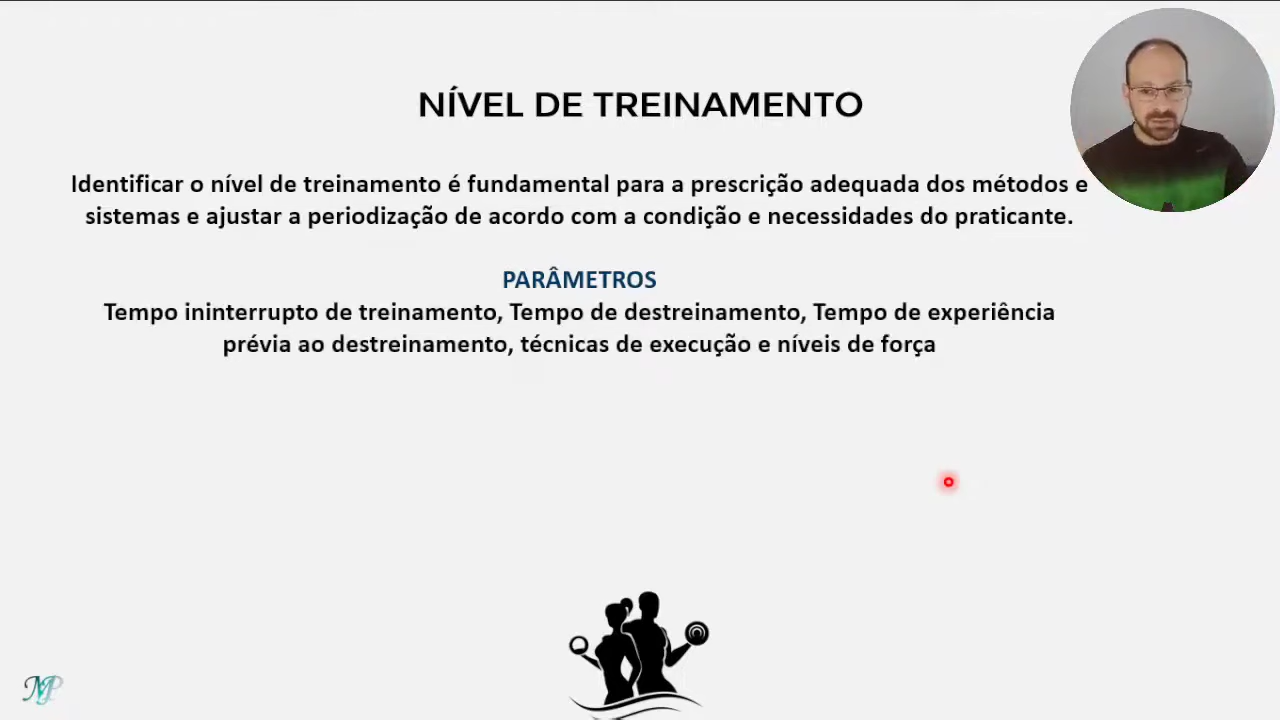 NÍVEL DE TREINAMENTO
Identificar o nível de treinamento é fundamental para a prescrição adequada dos métodos e
sistemas e ajustar a periodização de acordo com a condição e necessidades do praticante.
PARÂMETROS
Tempo ininterrupto de treinamento, Tempo de destreinamento, Tempo de experiência
prévia ao destreinamento, técnicas de execução e níveis de força
MP